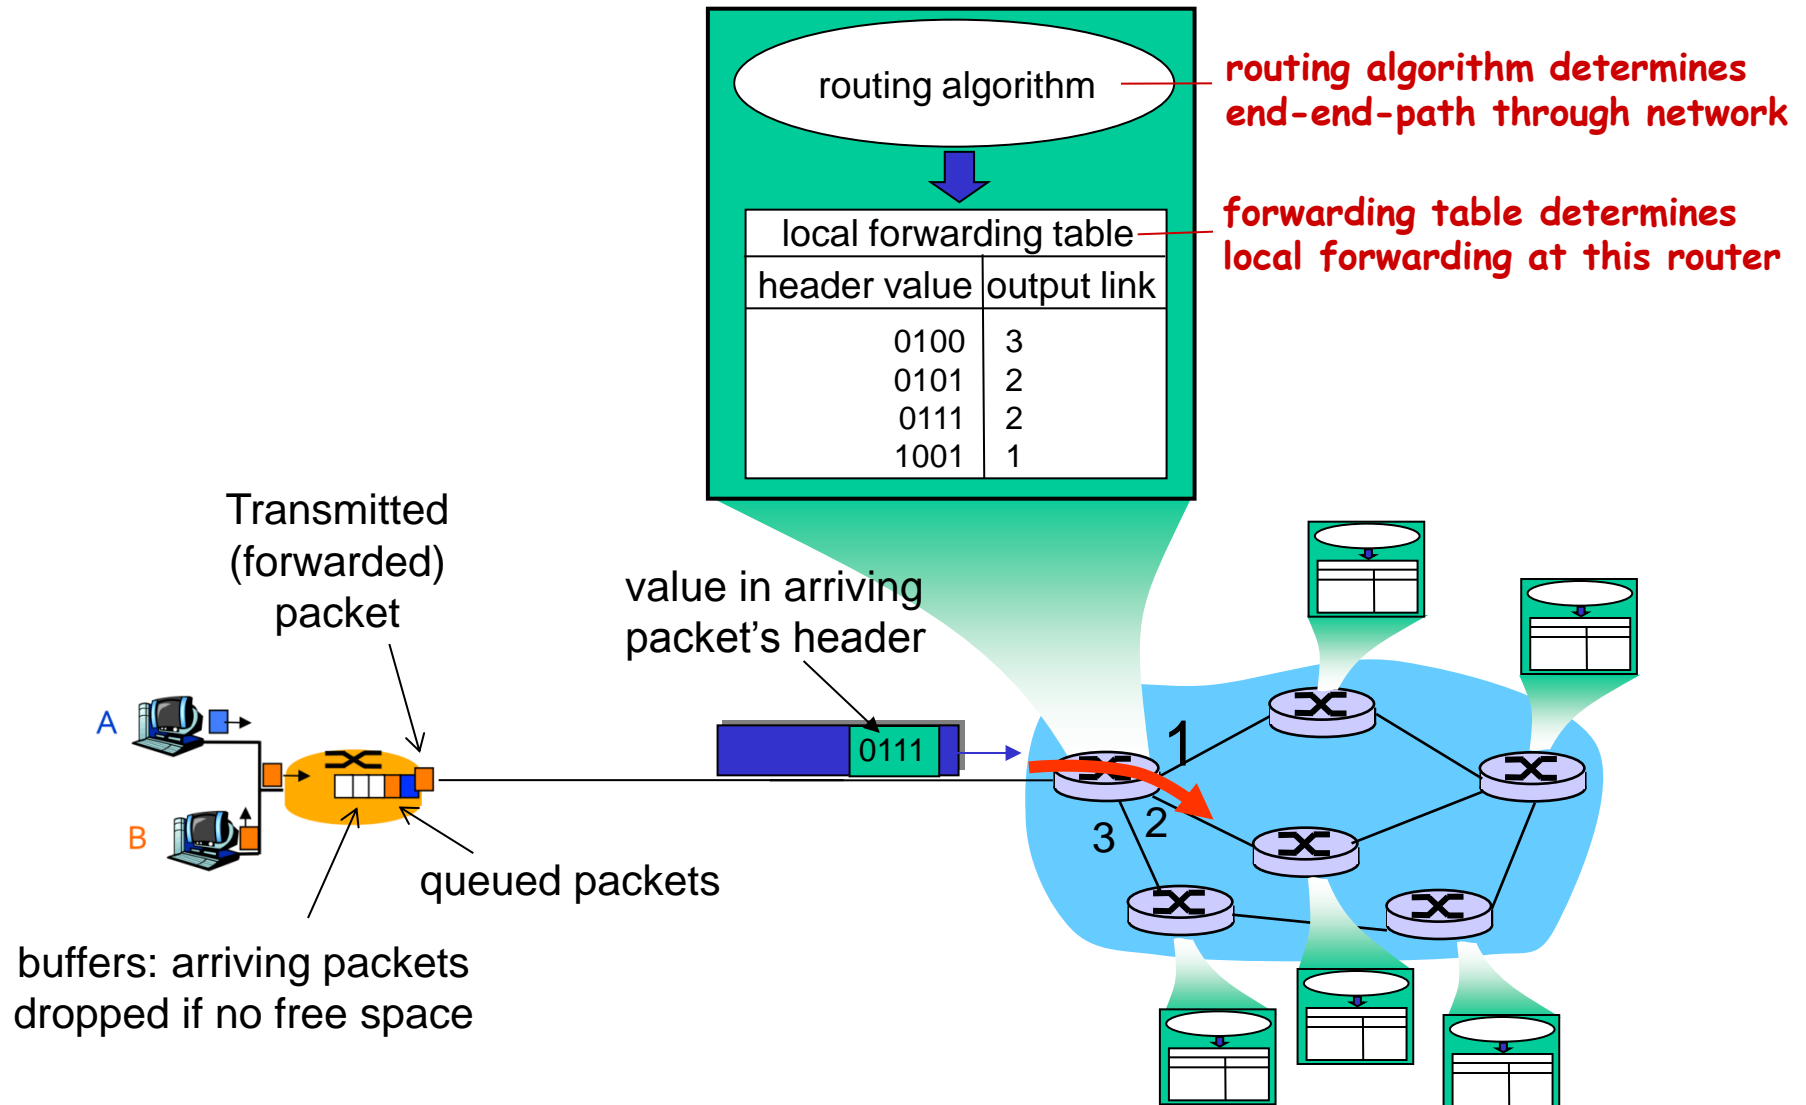 routing algorithm
routing algorithm determines
end-end-path through network
local forwarding table
forwarding table determines
local forwarding at this router
header value output link
0100 3
0101 2
0111 2
1001 1
Transmitted
(forwarded)
packet
value in arriving
packet’s header
A
0111
1
2
3
B
queued packets
buffers: arriving packets
dropped if no free space